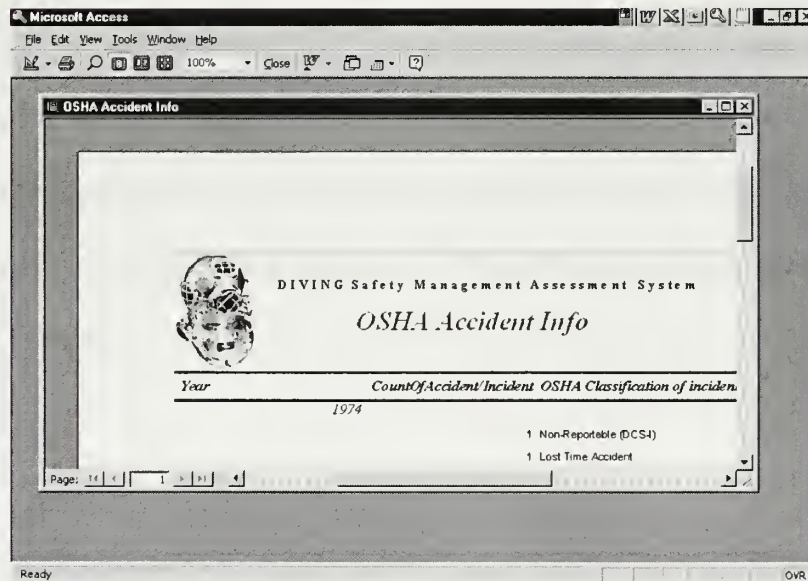 Microsoft Access
File Edit View Tools Window Help
100% Close
OSHA Accident Info
DIVING Safety Management Assessment System
OSHA Accident Info
Year CountOfAccident/Incident OSHA Classification of inciden
1974
1 Non-Reportable (DCS-I)
1 Lost Time Accident
Page: 1
Ready OVR